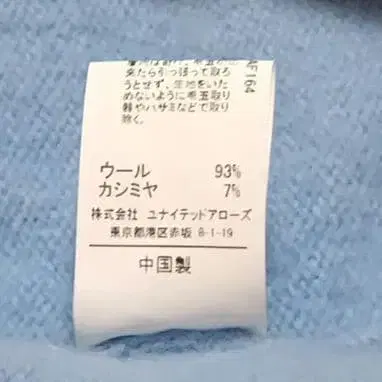 来たら引っ張って取ろ
うとせず、生地をいた
めないように毛玉取り
器やハサミなどで取り
除く。
AF164
ウール 93%
カシミヤ 7%
株式会社 ユナイテッドアローズ
東京都港区赤坂 8-1-19
中国製